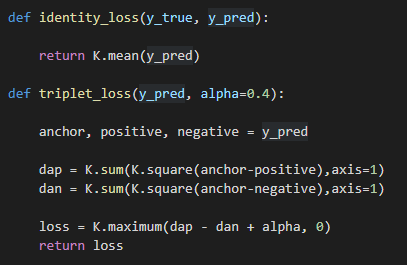 def identity_loss(y_true, y_pred):
return K.mean(y_pred)
def triplet_loss(y_pred, alpha=0.4):
anchor, positive, negative = y_pred
dap = K.sum(K.square(anchor-positive),axis=1)
dan = K.sum(K.square(anchor-negative),axis=1)
loss = K.maximum(dap - dan + alpha, 0)
return loss